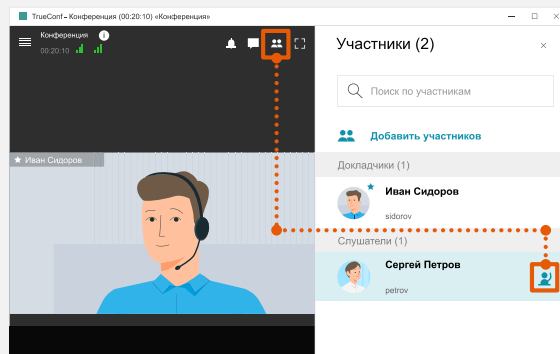 TrueConf – Конференция (00:20:10) «Конференция»
Конференция
00:20:10
Иван Сидоров
Участники (2)
Поиск по участникам
Добавить участников
Докладчики (1)
Иван Сидоров
sidorov
Слушатели (1)
Сергей Петров
petrov